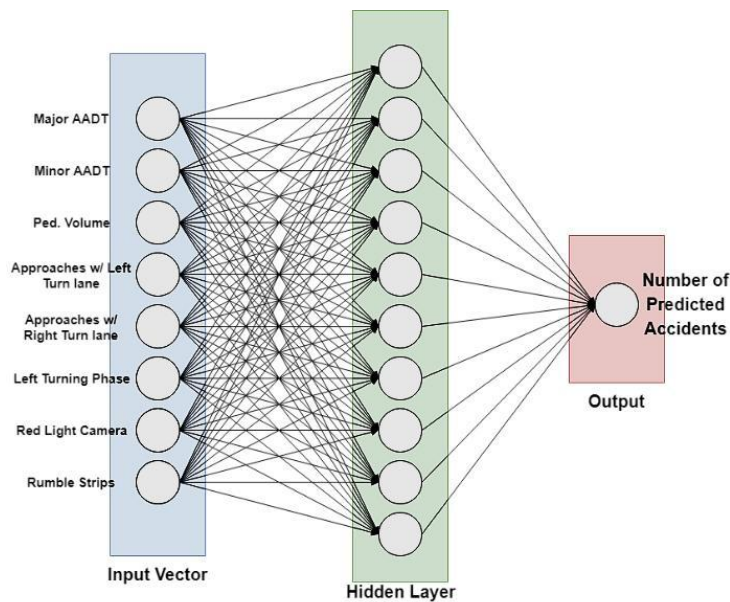 Major AADT
Minor AADT
Ped. Volume
Approaches w/ Left
Turn lane
Approaches w/
Right Turn lane
Left Turning Phase
Red Light Camera
Rumble Strips
Input Vector
Hidden Layer
Number of
Predicted
Accidents
Output